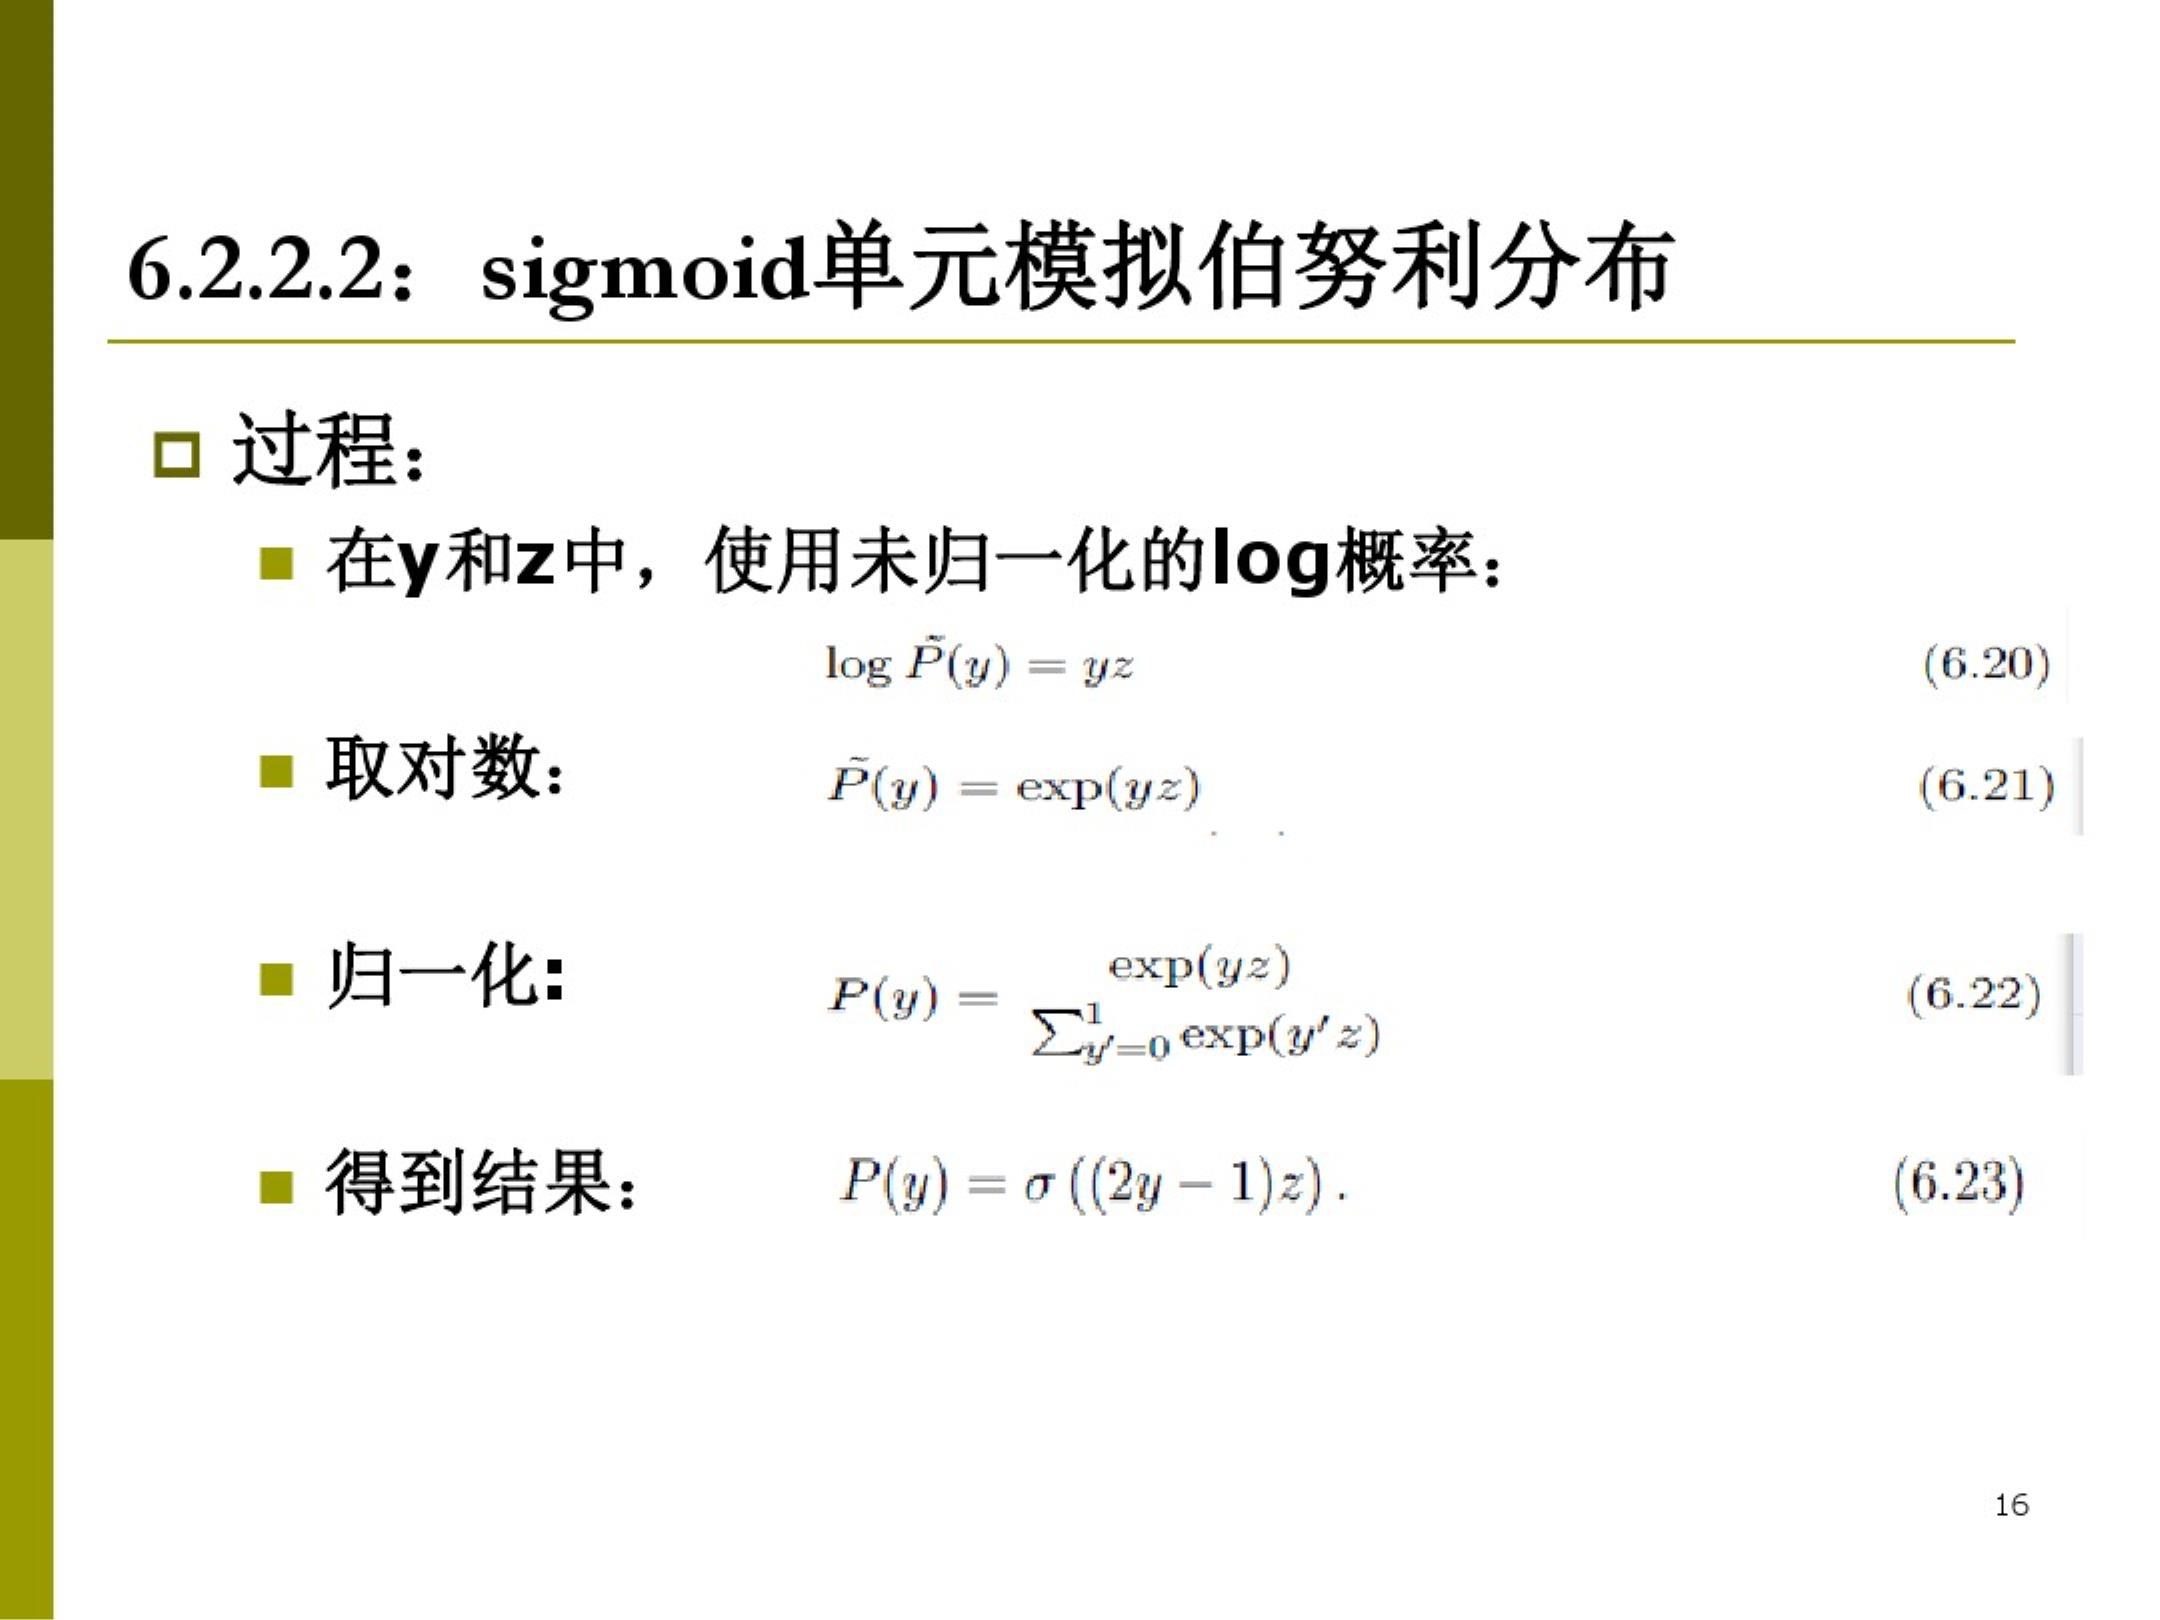 6.2.2.2：sigmoid单元模拟伯努利分布
过程：
在y和z中，使用未归一化的log概率：
log P̃(y) = yz (6.20)
取对数： P̃(y) = exp(yz) (6.21)
归一化: P(y) = exp(yz) / ∑_{y′=0}^{1} exp(y′z) (6.22)
得到结果： P(y) = σ((2y − 1)z). (6.23)
16